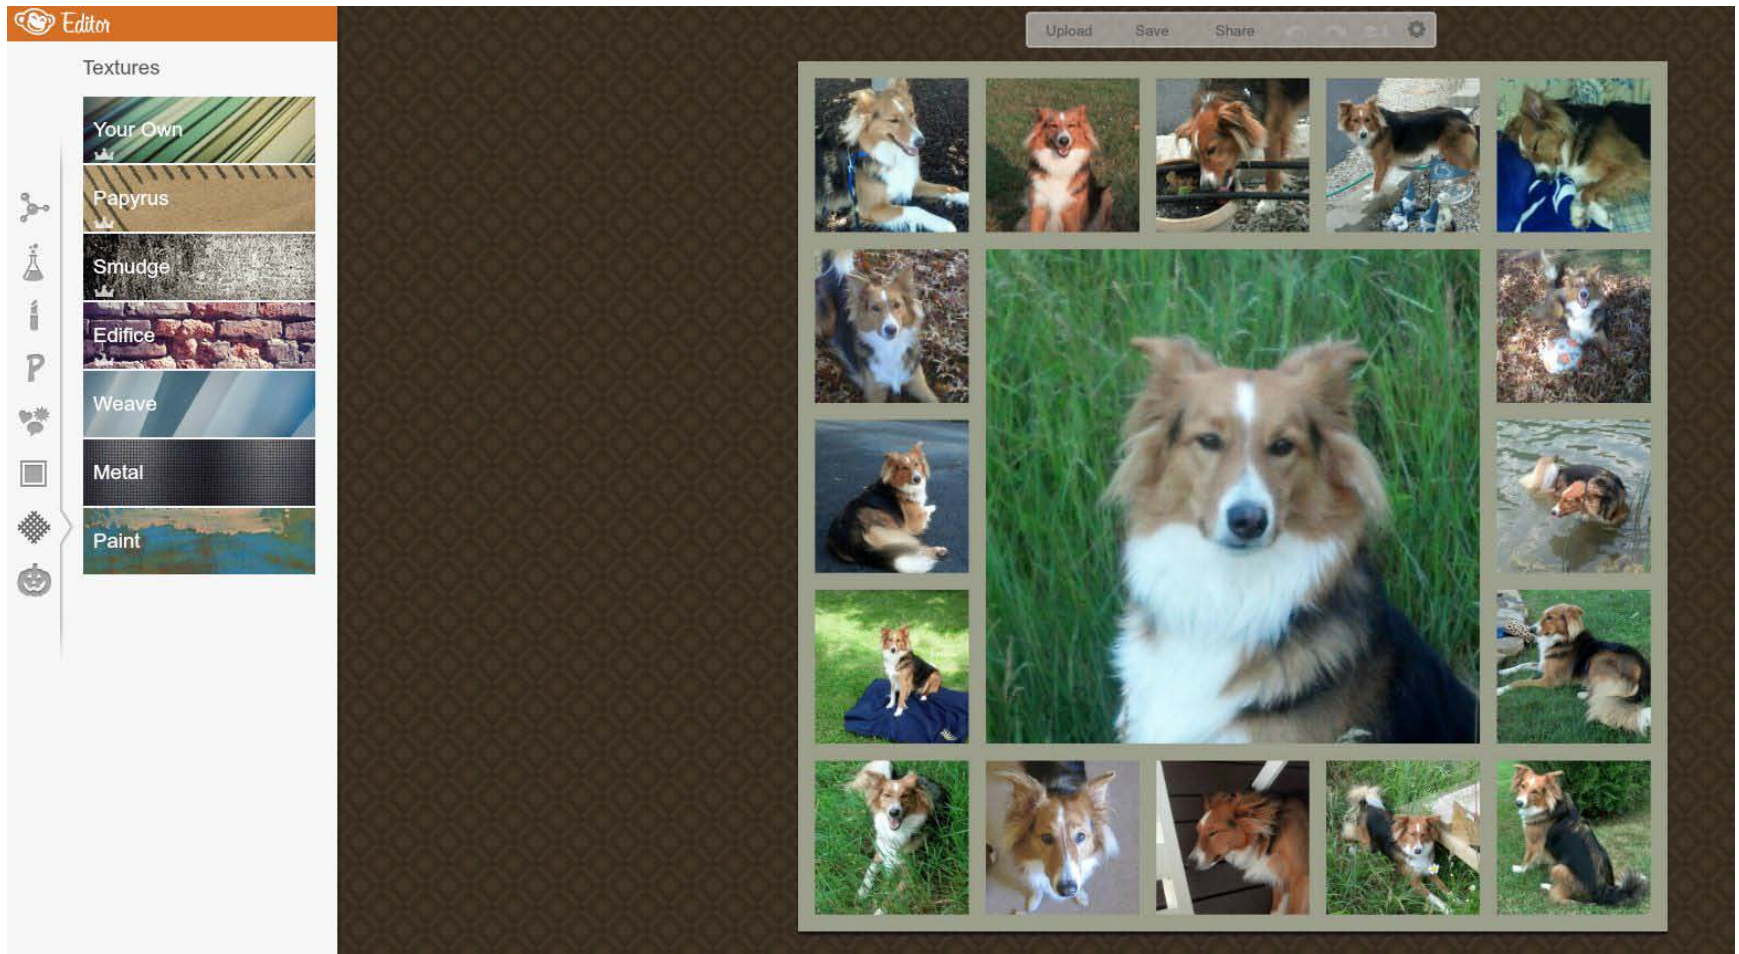 Editor
Upload Save Share
Textures
Your Own
Papyrus
Smudge
Edifice
Weave
Metal
Paint